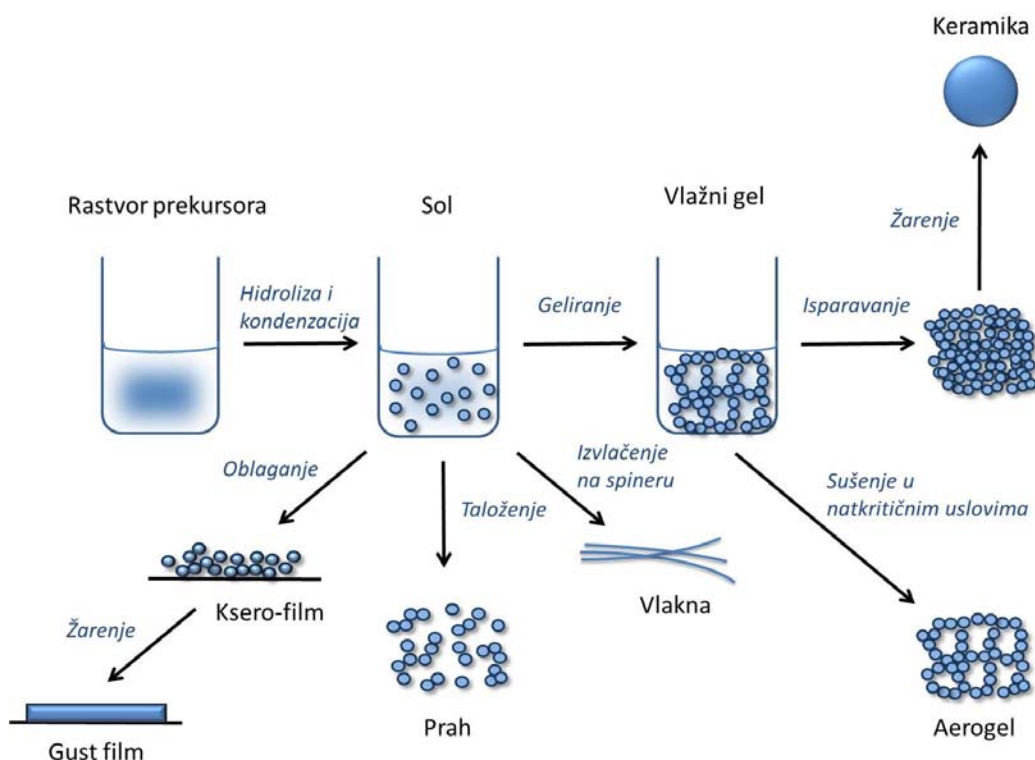 Keramika
Rastvor prekursora
Sol
Vlažni gel
Žarenje
Hidroliza i
kondenzacija
Geliranje
Isparavanje
Oblaganje
Taloženje
Izvlačenje
na spineru
Sušenje u
natkritičnim uslovima
Ksero-film
Vlakna
Žarenje
Gust film
Prah
Aerogel